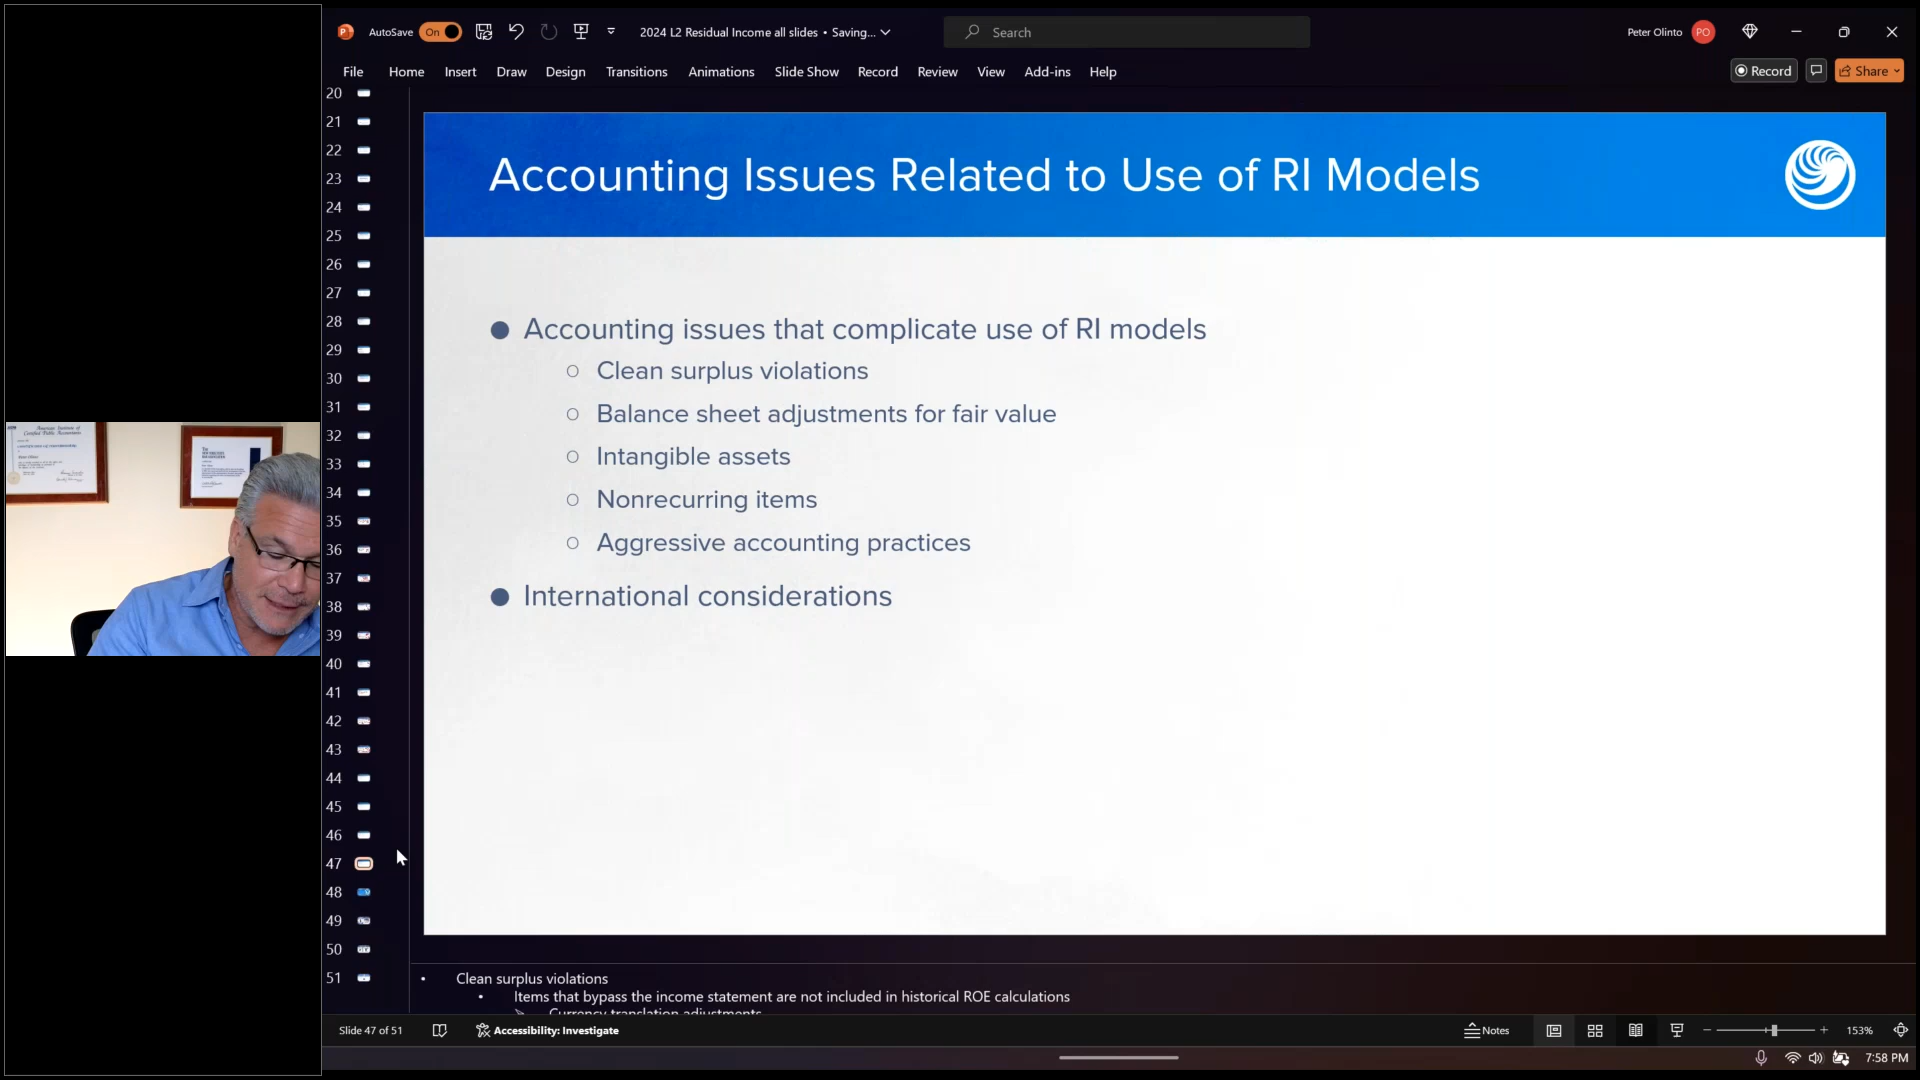 AutoSave On 2024 L2 Residual Income all slides • Saving... Search Peter Olinto PO
File Home Insert Draw Design Transitions Animations Slide Show Record Review View Add-ins Help Record Share
20
21
22
23
24
25
26
27
28
29
30
31
32
33
34
35
36
37
38
39
40
41
42
43
44
45
46
47
48
49
50
51
Accounting Issues Related to Use of RI Models
● Accounting issues that complicate use of RI models
○ Clean surplus violations
○ Balance sheet adjustments for fair value
○ Intangible assets
○ Nonrecurring items
○ Aggressive accounting practices
● International considerations
• Clean surplus violations
• Items that bypass the income statement are not included in historical ROE calculations
➢ Currency translation adjustments
Slide 47 of 51 Accessibility: Investigate Notes 153%
7:58 PM